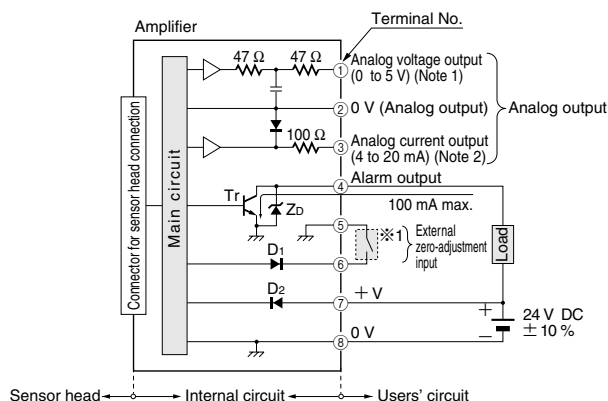 Terminal No.
Amplifier
47 Ω
47 Ω
① Analog voltage output
(0 to 5 V) (Note 1)
② 0 V (Analog output)
Analog output
100 Ω
③ Analog current output
(4 to 20 mA) (Note 2)
④ Alarm output
Tr
ZD
100 mA max.
⑤
※1
External
zero-adjustment
input
Load
D1
⑥
D2
⑦ +V
+
24 V DC
± 10 %
−
⑧ 0 V
Connector for sensor head connection
Main circuit
Sensor head
Internal circuit
Users' circuit